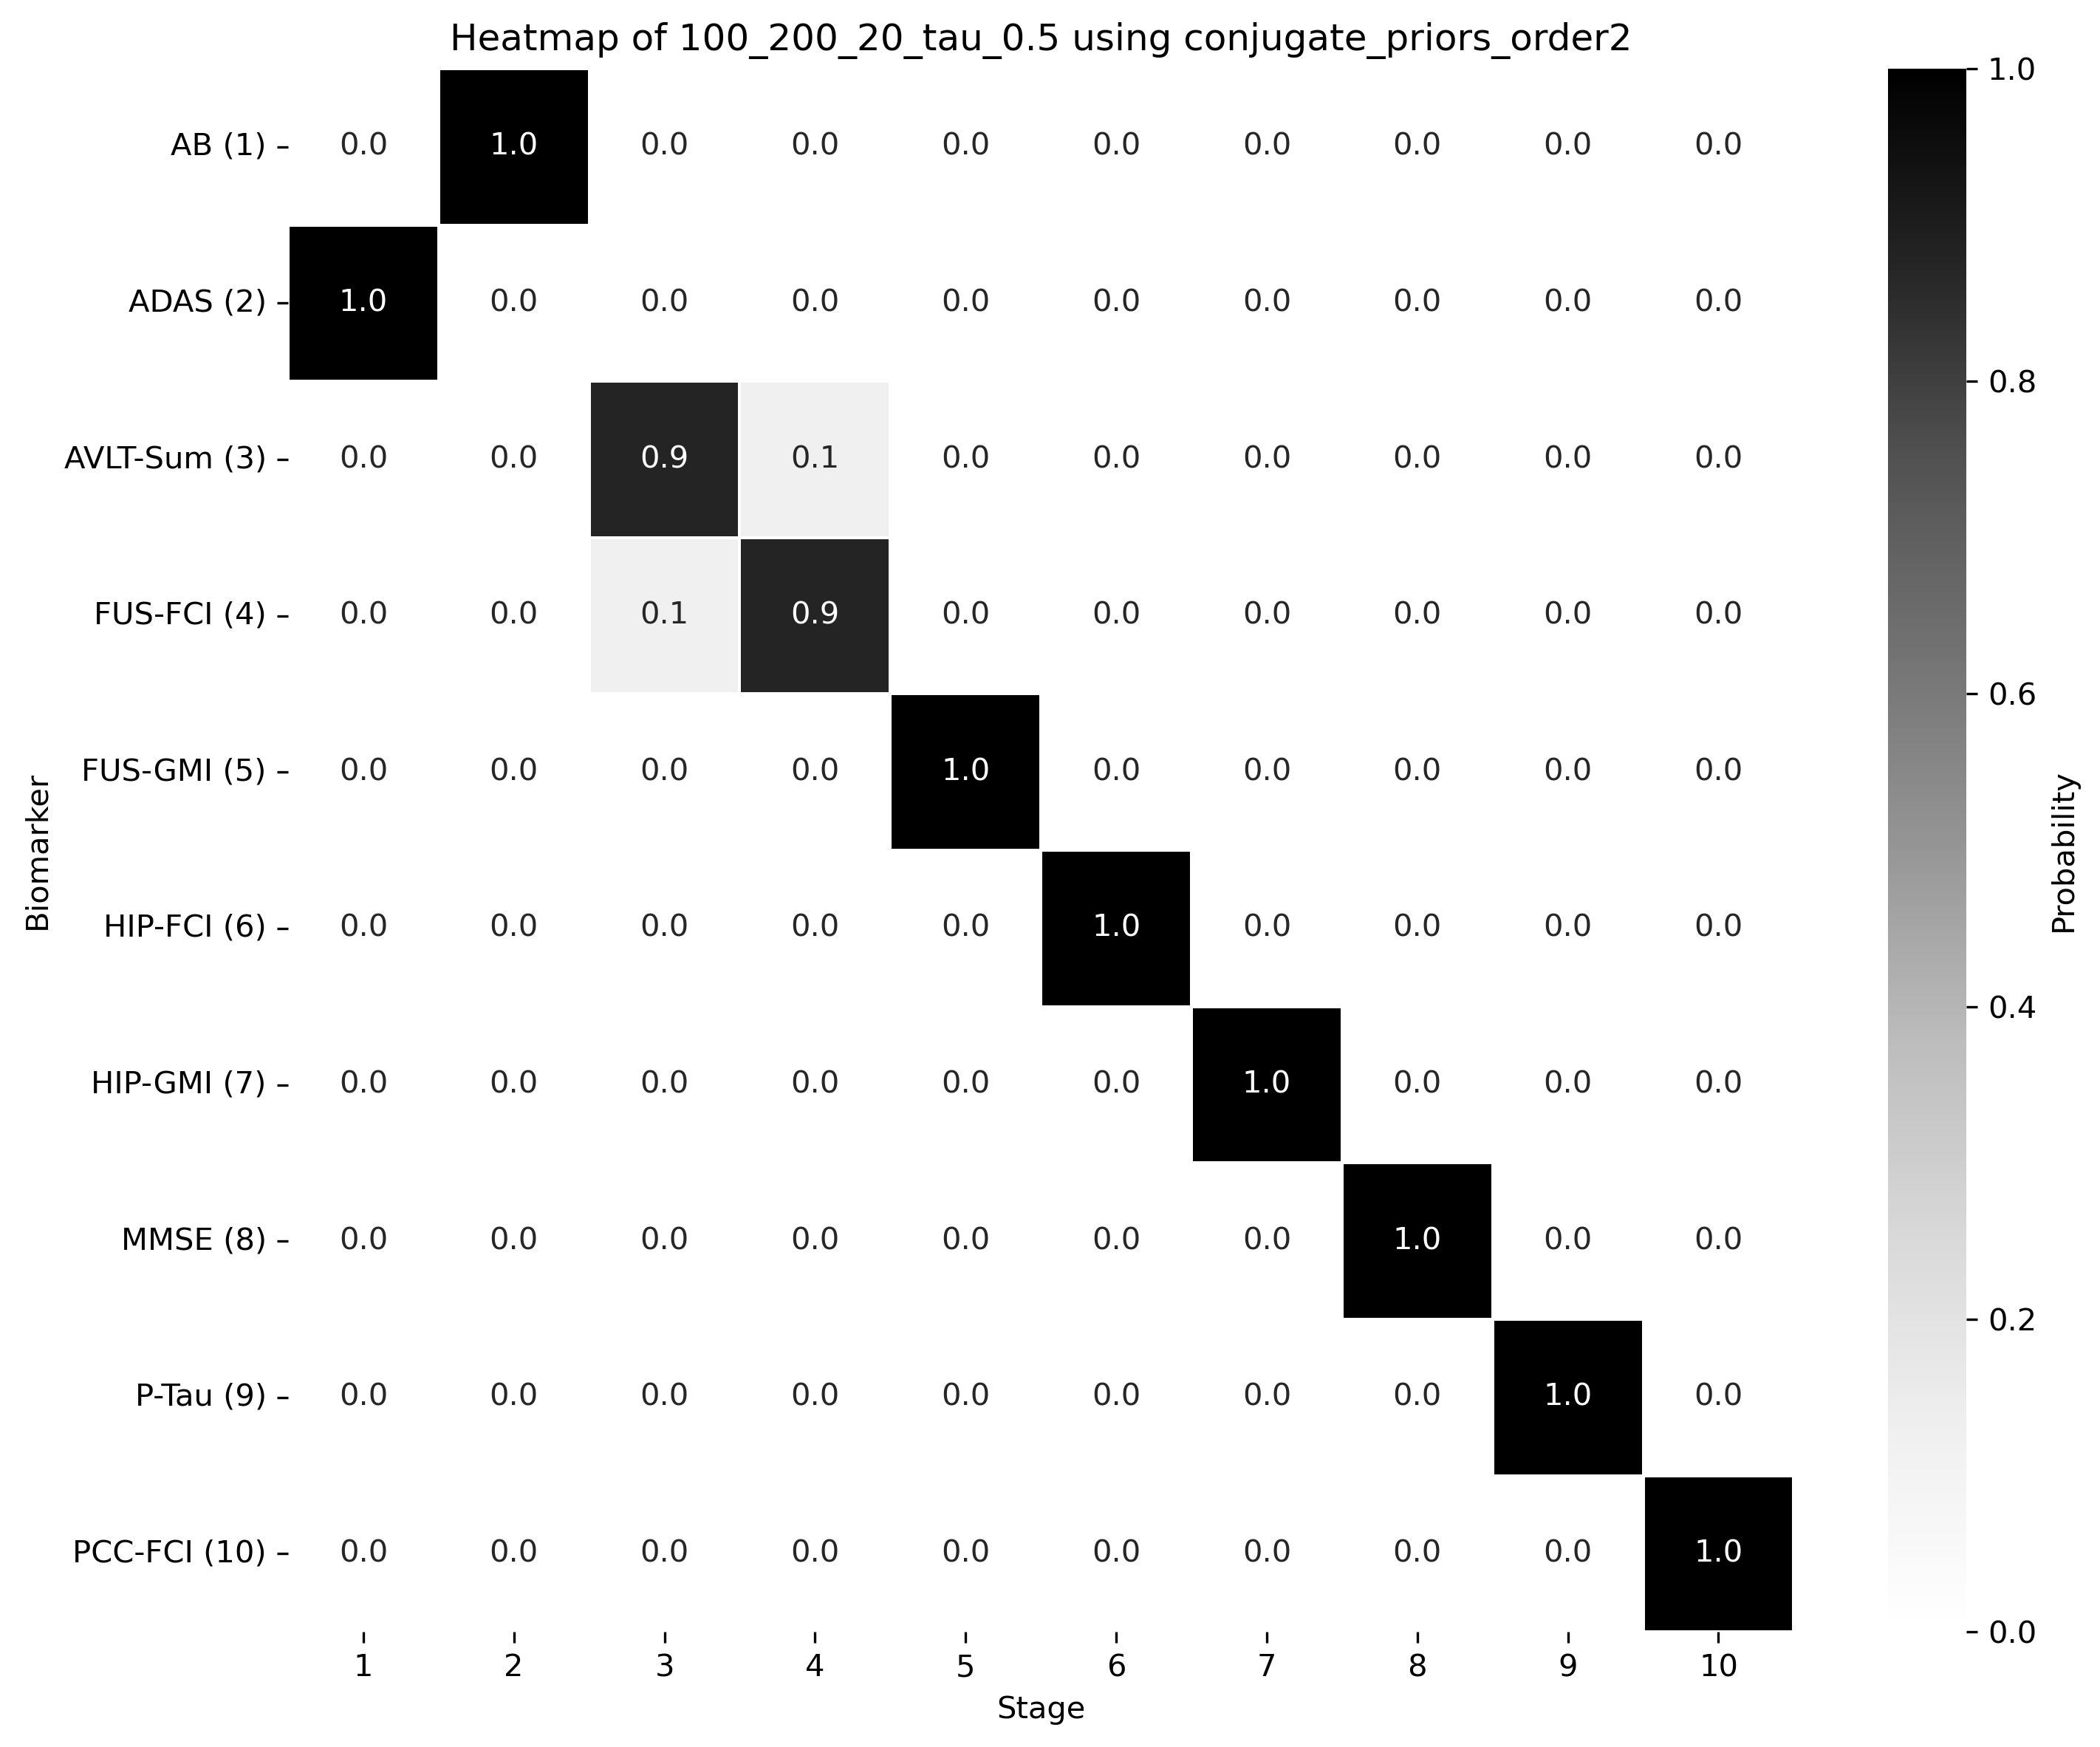 Heatmap of 100_200_20_tau_0.5 using conjugate_priors_order2
AB (1) 0.0 1.0 0.0 0.0 0.0 0.0 0.0 0.0 0.0 0.0
ADAS (2) 1.0 0.0 0.0 0.0 0.0 0.0 0.0 0.0 0.0 0.0
AVLT-Sum (3) 0.0 0.0 0.9 0.1 0.0 0.0 0.0 0.0 0.0 0.0
FUS-FCI (4) 0.0 0.0 0.1 0.9 0.0 0.0 0.0 0.0 0.0 0.0
FUS-GMI (5) 0.0 0.0 0.0 0.0 1.0 0.0 0.0 0.0 0.0 0.0
HIP-FCI (6) 0.0 0.0 0.0 0.0 0.0 1.0 0.0 0.0 0.0 0.0
HIP-GMI (7) 0.0 0.0 0.0 0.0 0.0 0.0 1.0 0.0 0.0 0.0
MMSE (8) 0.0 0.0 0.0 0.0 0.0 0.0 0.0 1.0 0.0 0.0
P-Tau (9) 0.0 0.0 0.0 0.0 0.0 0.0 0.0 0.0 1.0 0.0
PCC-FCI (10) 0.0 0.0 0.0 0.0 0.0 0.0 0.0 0.0 0.0 1.0
1 2 3 4 5 6 7 8 9 10
Stage
Biomarker
1.0
0.8
0.6
0.4
0.2
0.0
Probability